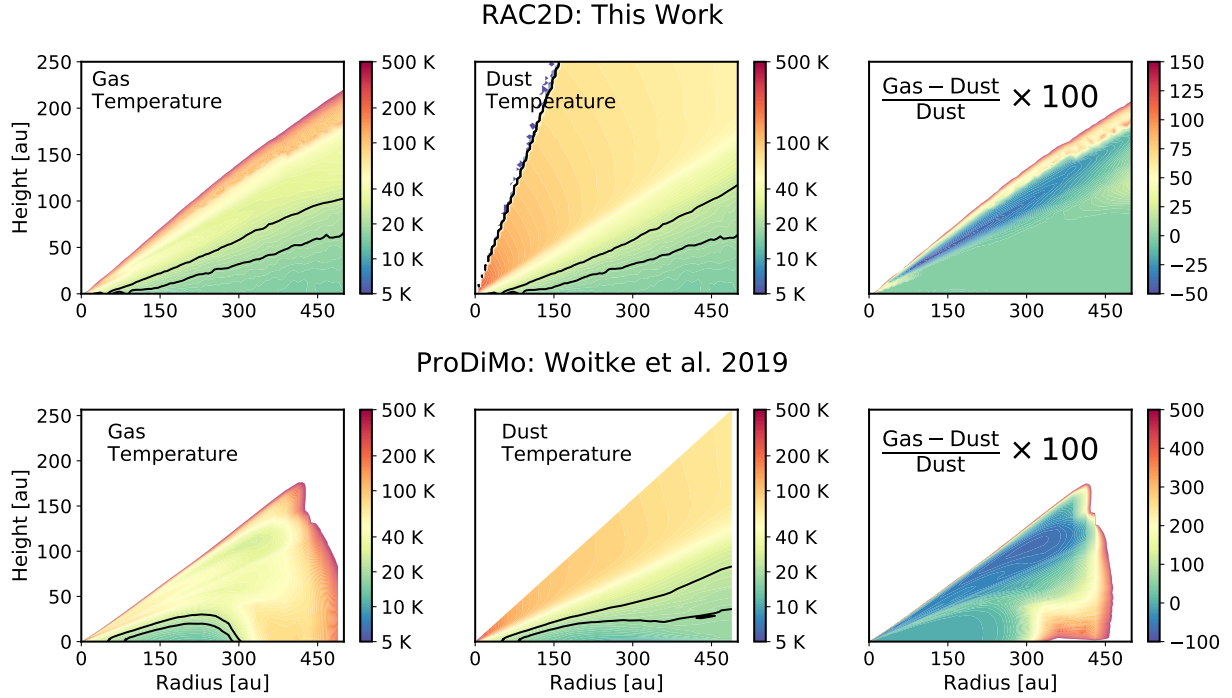 RAC2D: This Work
250
200
150
100
50
0
Height [au]
Gas
Temperature
0 150 300 450
500 K
200 K
100 K
40 K
20 K
10 K
5 K
Dust
Temperature
0 150 300 450
500 K
100 K
40 K
20 K
10 K
5 K
Gas − Dust
Dust
× 100
0 150 300 450
150
125
100
75
50
25
0
−25
−50
ProDiMo: Woitke et al. 2019
250
200
150
100
50
0
Height [au]
Gas
Temperature
0 150 300 450
Radius [au]
500 K
200 K
100 K
40 K
20 K
10 K
5 K
Dust
Temperature
0 150 300 450
Radius [au]
500 K
200 K
100 K
40 K
20 K
10 K
5 K
Gas − Dust
Dust
× 100
0 150 300 450
Radius [au]
500
400
300
200
100
0
−100